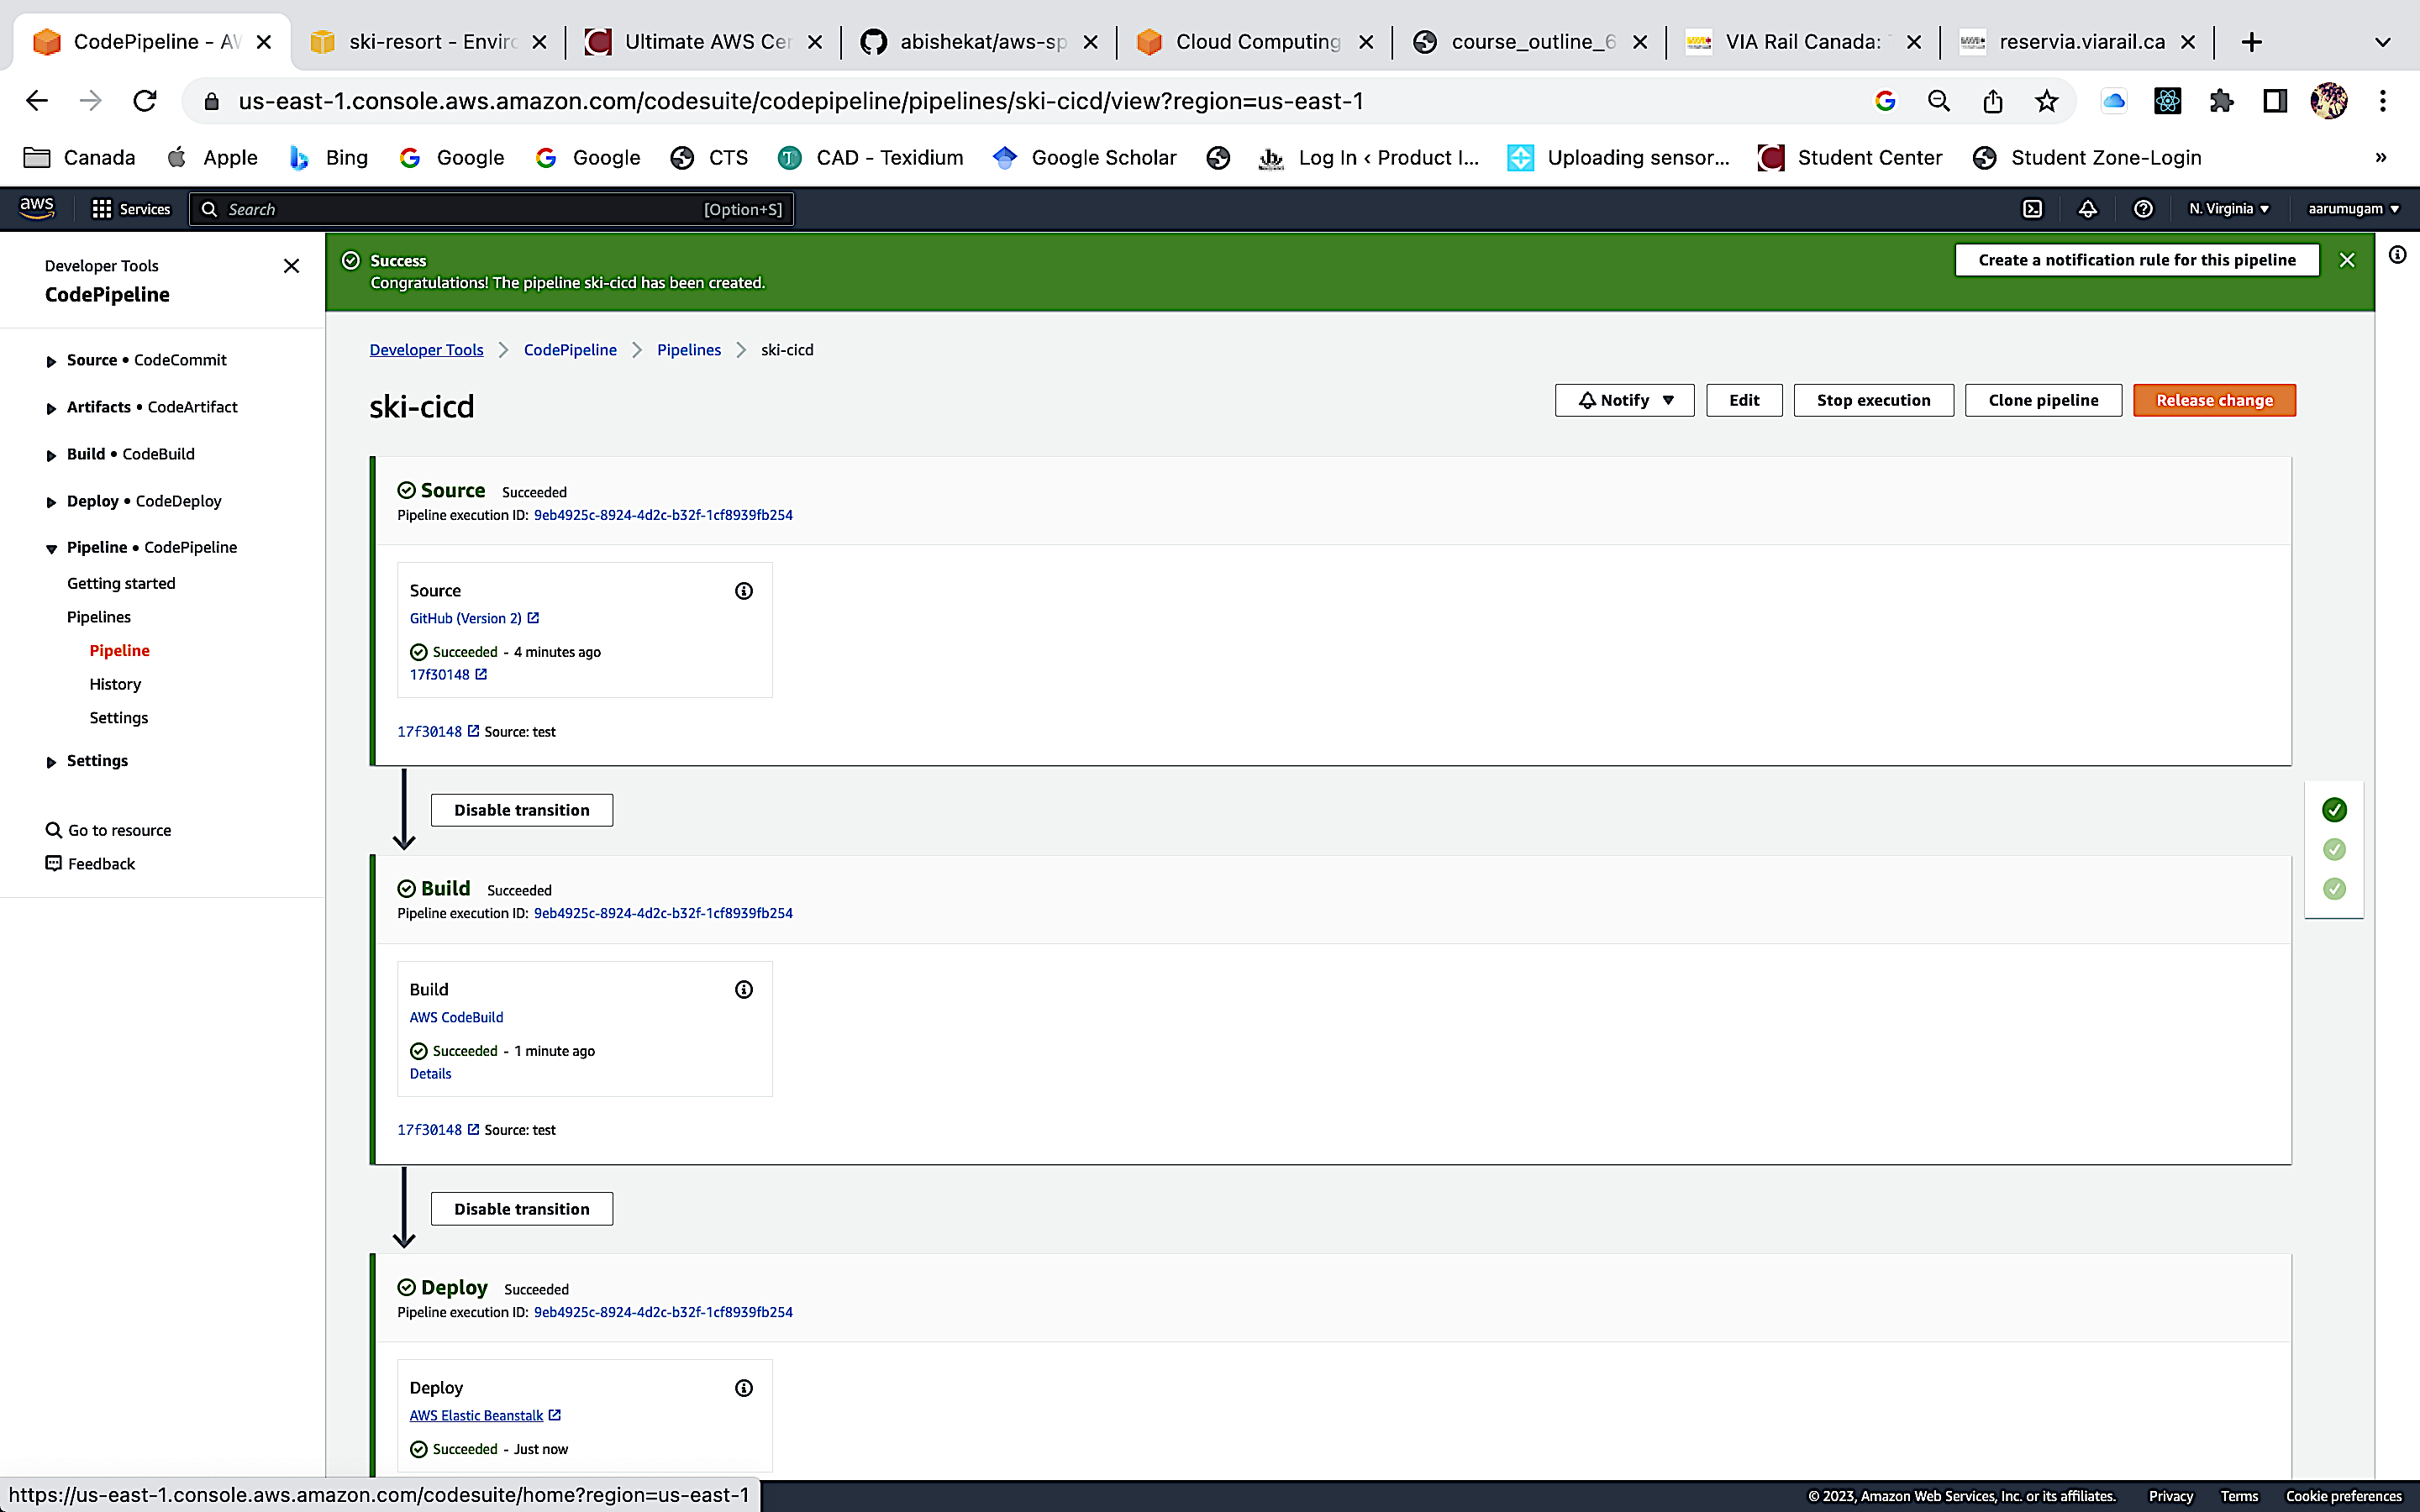 CodePipeline - AW
ski-resort - Enviro
Ultimate AWS Cer
abishekat/aws-sp
Cloud Computing
course_outline_6
VIA Rail Canada:
reservia.viarail.ca
us-east-1.console.aws.amazon.com/codesuite/codepipeline/pipelines/ski-cicd/view?region=us-east-1
Canada
Apple
Bing
Google
Google
CTS
CAD - Texidium
Google Scholar
Log In ‹ Product I...
Uploading sensor...
Student Center
Student Zone-Login
»
aws
Services
Search
[Option+S]
N. Virginia
aarumugam
Developer Tools
CodePipeline
Source • CodeCommit
Artifacts • CodeArtifact
Build • CodeBuild
Deploy • CodeDeploy
Pipeline • CodePipeline
Getting started
Pipelines
Pipeline
History
Settings
Settings
Go to resource
Feedback
Success
Congratulations! The pipeline ski-cicd has been created.
Create a notification rule for this pipeline
Developer Tools
CodePipeline
Pipelines
ski-cicd
ski-cicd
Notify
Edit
Stop execution
Clone pipeline
Release change
Source Succeeded
Pipeline execution ID: 9eb4925c-8924-4d2c-b32f-1cf8939fb254
Source
GitHub (Version 2)
Succeeded - 4 minutes ago
17f30148
17f30148 Source: test
Disable transition
Build Succeeded
Pipeline execution ID: 9eb4925c-8924-4d2c-b32f-1cf8939fb254
Build
AWS CodeBuild
Succeeded - 1 minute ago
Details
17f30148 Source: test
Disable transition
Deploy Succeeded
Pipeline execution ID: 9eb4925c-8924-4d2c-b32f-1cf8939fb254
Deploy
AWS Elastic Beanstalk
Succeeded - Just now
https://us-east-1.console.aws.amazon.com/codesuite/home?region=us-east-1
© 2023, Amazon Web Services, Inc. or its affiliates.
Privacy
Terms
Cookie preferences